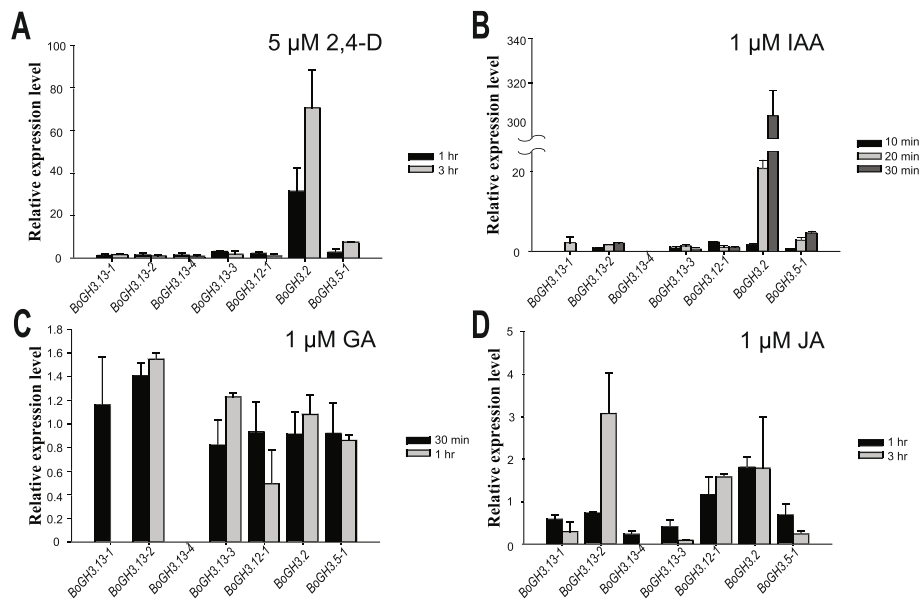 A
5 μM 2,4-D
Relative expression level
100
80
60
40
20
0
1 hr
3 hr
BoGH3.13-1
BoGH3.13-2
BoGH3.13-4
BoGH3.13-3
BoGH3.12-1
BoGH3.2
BoGH3.5-1
B
1 μM IAA
Relative expression level
340
320
300
20
0
10 min
20 min
30 min
BoGH3.13-1
BoGH3.13-2
BoGH3.13-4
BoGH3.13-3
BoGH3.12-1
BoGH3.2
BoGH3.5-1
C
1 μM GA
Relative expression level
1.8
1.6
1.4
1.2
1.0
0.8
0.6
0.4
0.2
0
30 min
1 hr
BoGH3.13-1
BoGH3.13-2
BoGH3.13-4
BoGH3.13-3
BoGH3.12-1
BoGH3.2
BoGH3.5-1
D
1 μM JA
Relative expression level
5
4
3
2
1
0
1 hr
3 hr
BoGH3.13-1
BoGH3.13-2
BoGH3.13-4
BoGH3.13-3
BoGH3.12-1
BoGH3.2
BoGH3.5-1